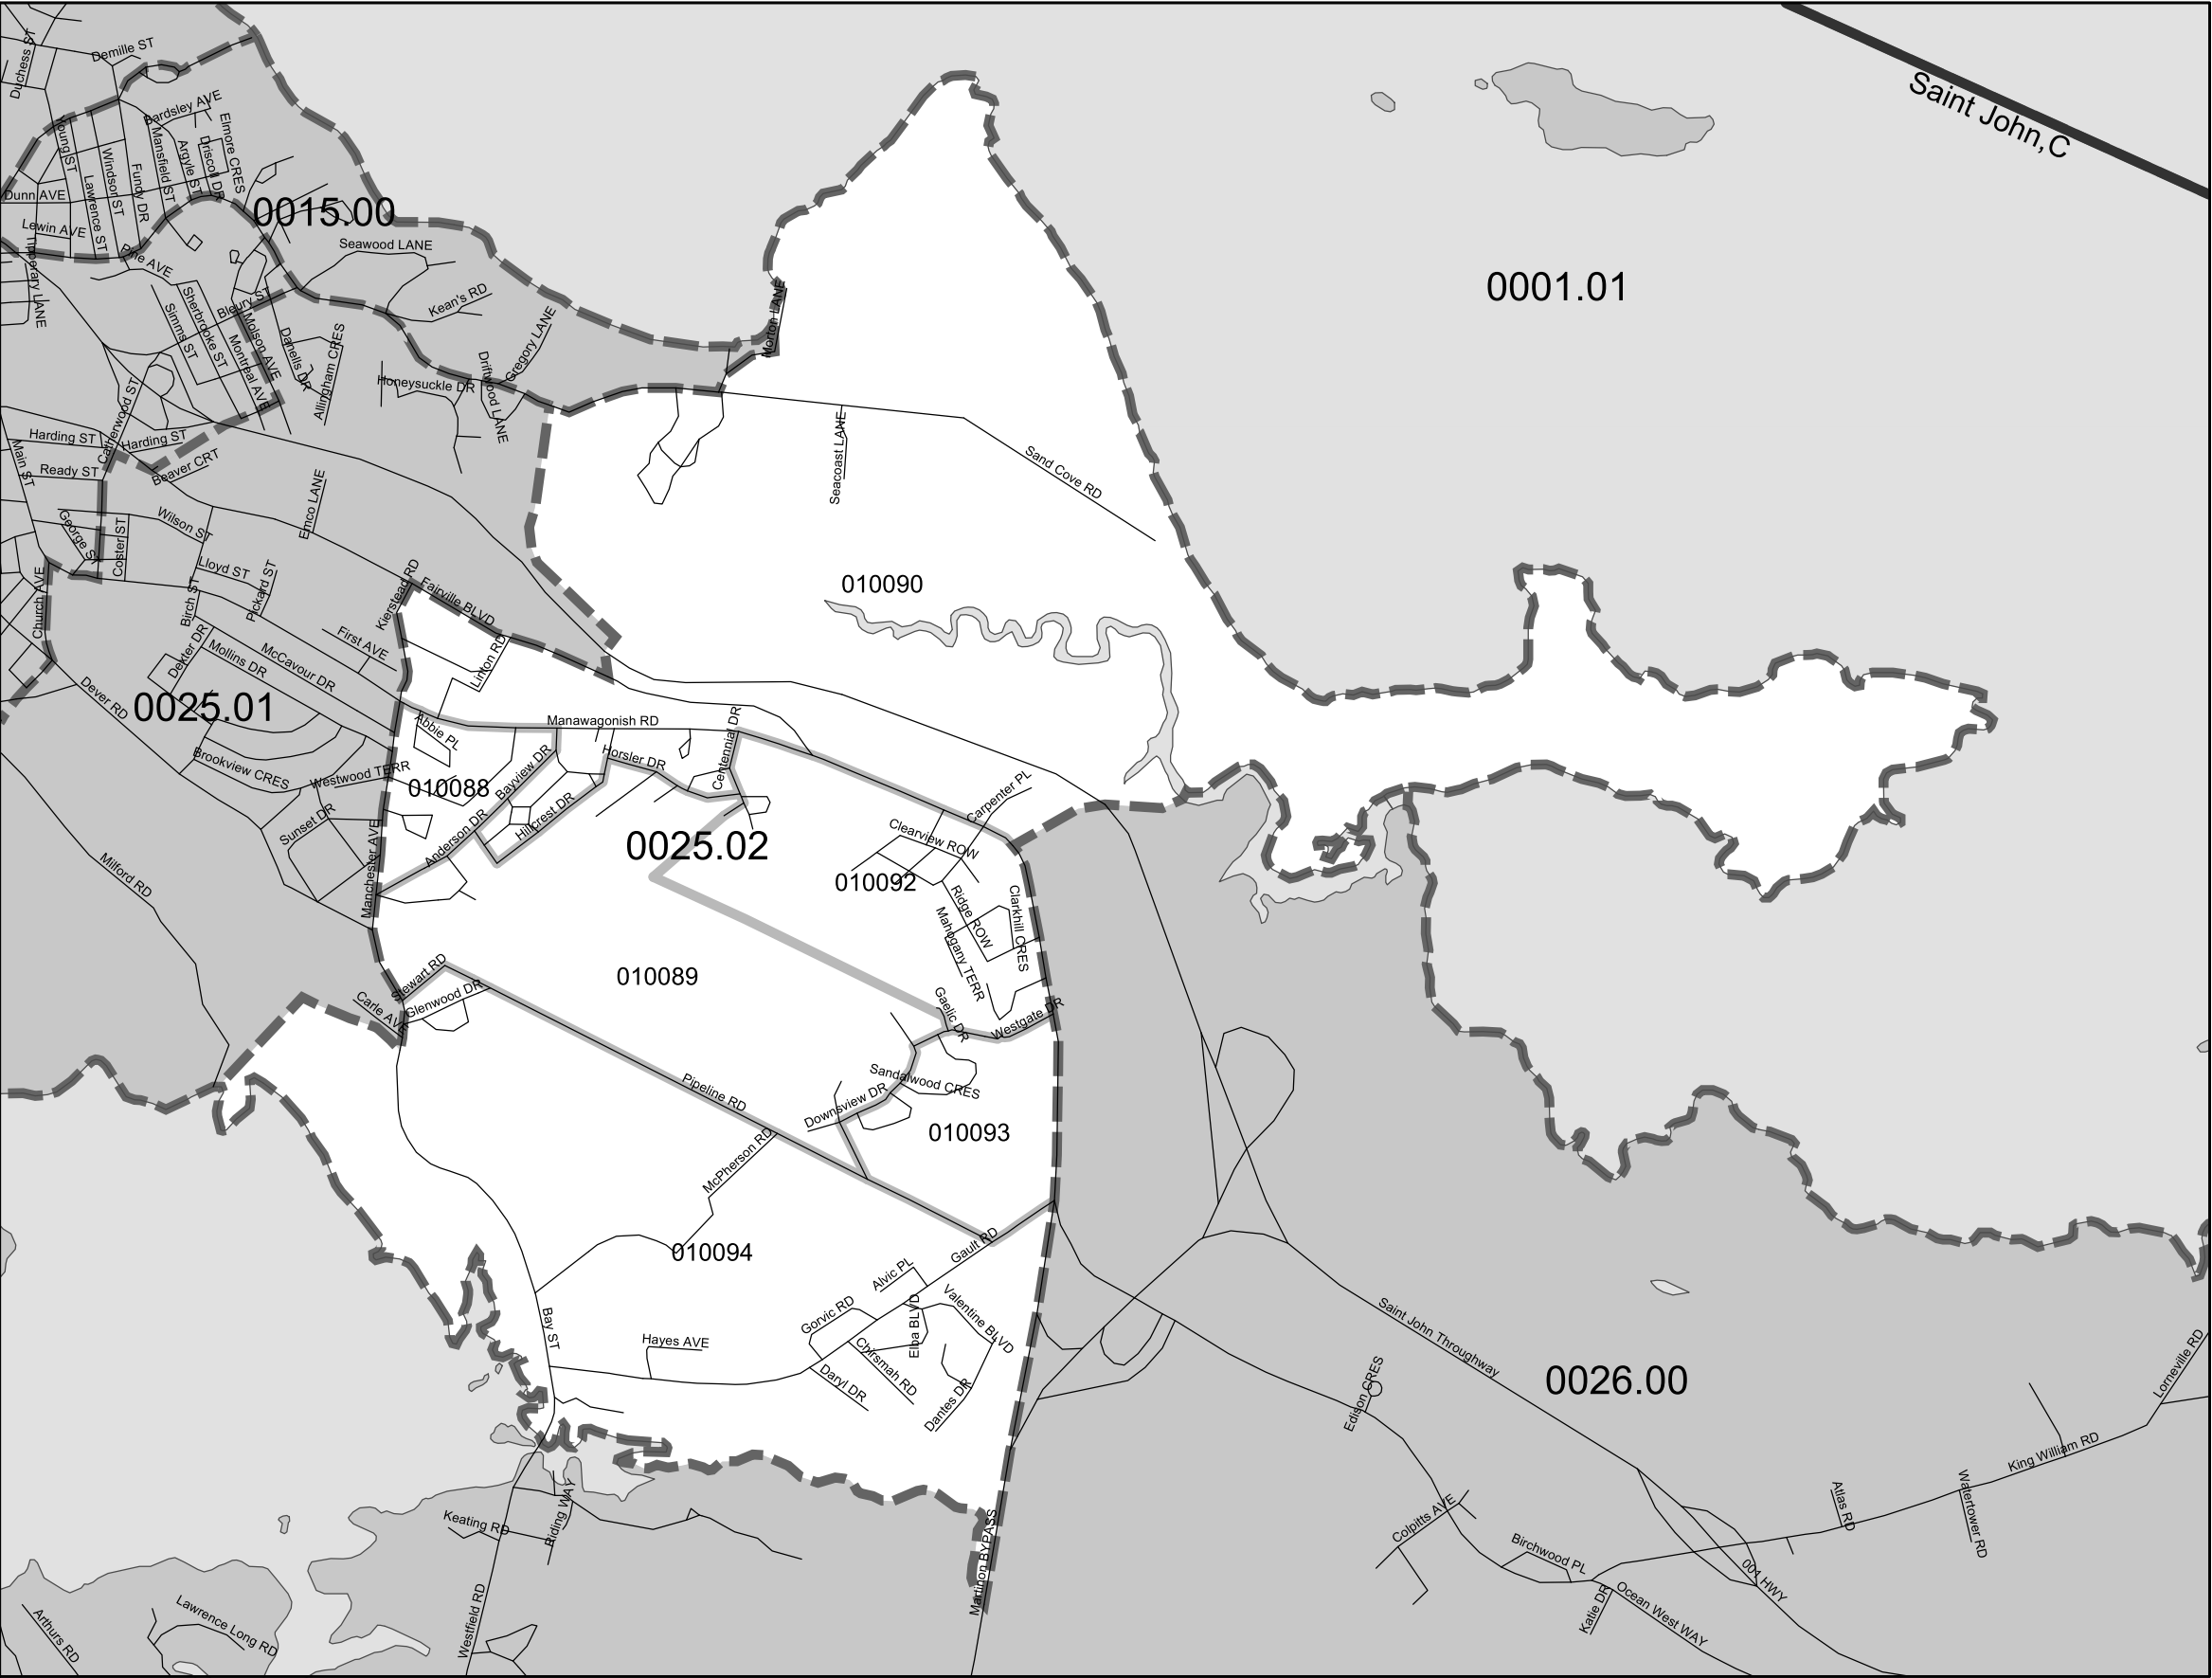 Duchess ST
Demille ST
Saint John,C
Bardsley AVE
Young ST
Windsor ST
Mansfield ST
Argyle ST
Driscoll DR
Elmore CRES
Fundy DR
Lawrence ST
Dunn AVE
0015.00
Lewin AVE
Tipperary LANE
Pine AVE
Seawood LANE
0001.01
Kean's RD
Bleury ST
Simms ST
Sherbrooke ST
Molson AVE
Montreal AVE
Danells DR
Allingham CRES
Morton LANE
Gregory LANE
Driftwood LANE
Honeysuckle DR
Catherwood ST
Harding ST
Harding ST
Main ST
Ready ST
Beaver CRT
Seacoast LANE
Sand Cove RD
Emco LANE
George ST
Coster ST
Wilson ST
Lloyd ST
Pickard ST
Birch ST
Church AVE
Kierstead RD
Fairville BLVD
010090
First AVE
Linton RD
Dexter DR
Mollins DR
McCavour DR
Dever RD
0025.01
Abbie PL
Manawagonish RD
Centennial DR
Horsler DR
Bayview DR
Brookview CRES
Westwood TERR
010088
Carpenter PL
Hillcrest DR
Anderson DR
Sunset DR
0025.02
Clearview ROW
Milford RD
Manchester AVE
010092
Ridge ROW
Clarkhill CRES
Mahogany TERR
010089
Stewart RD
Glenwood DR
Carle AVE
Gaelic DR
Westgate DR
Sandalwood CRES
Downsview DR
Pipeline RD
010093
McPherson RD
010094
Gault RD
Alvic PL
Gorvic RD
Elba BLVD
Valentine BLVD
Bay ST
Hayes AVE
Chirsmah RD
Daryl DR
Dantes DR
Saint John Throughway
0026.00
Lorneville RD
Edison CRES
King William RD
Atlas RD
Watertower RD
Colpitts AVE
Birchwood PL
001 HWY
Katie DR
Ocean West WAY
Keating RD
Riding WAY
Martinon BYPASS
Westfield RD
Lawrence Long RD
Arthurs RD